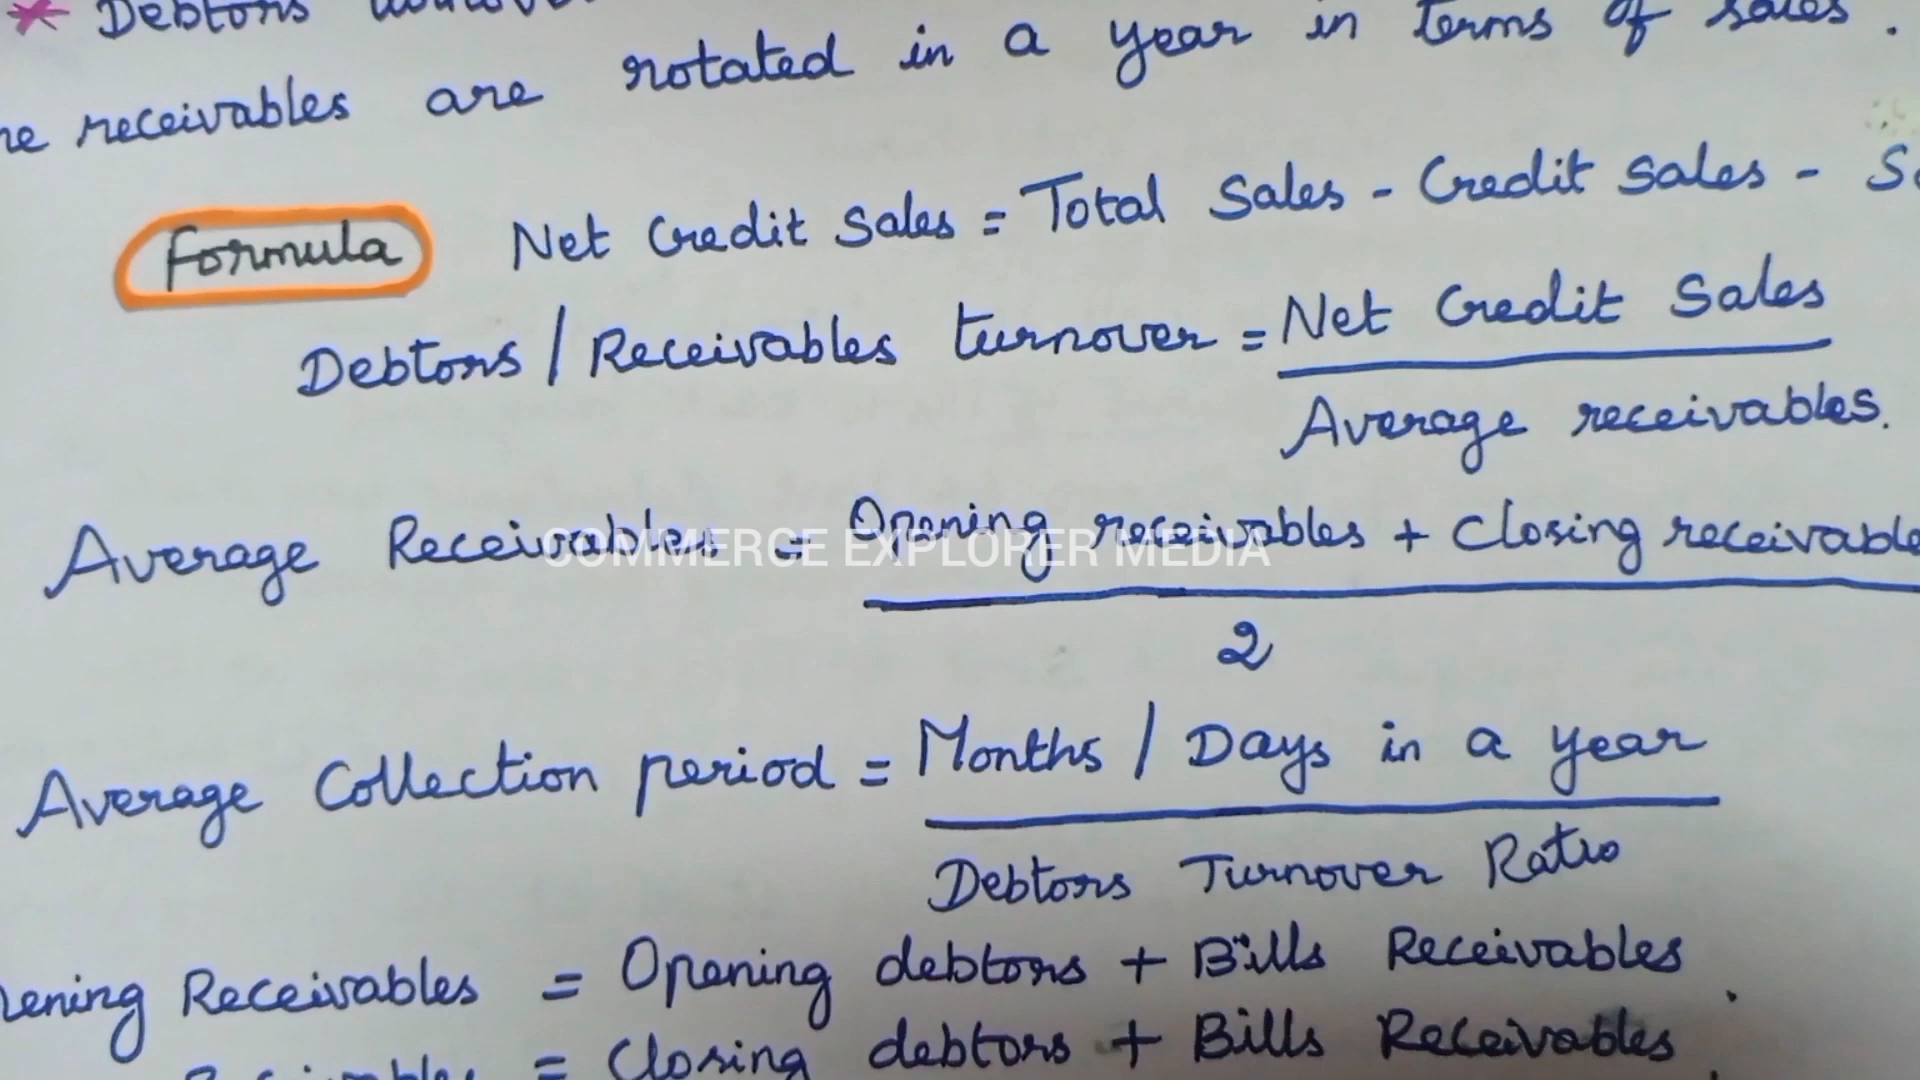 * Debtors
receivables are rotated in a year in terms of sales.
Formula Net Credit Sales = Total Sales - Credit Sales -
Debtors / Receivables turnover = Net Credit Sales
Average receivables.
Average Receivables = Opening receivables + Closing receivable
2
COMMERCE EXPLORER MEDIA
Average Collection period = Months / Days in a year
Debtors Turnover Ratio
ening Receivables = Opening debtors + Bills Receivables
= Closing debtors + Bills Receivables.